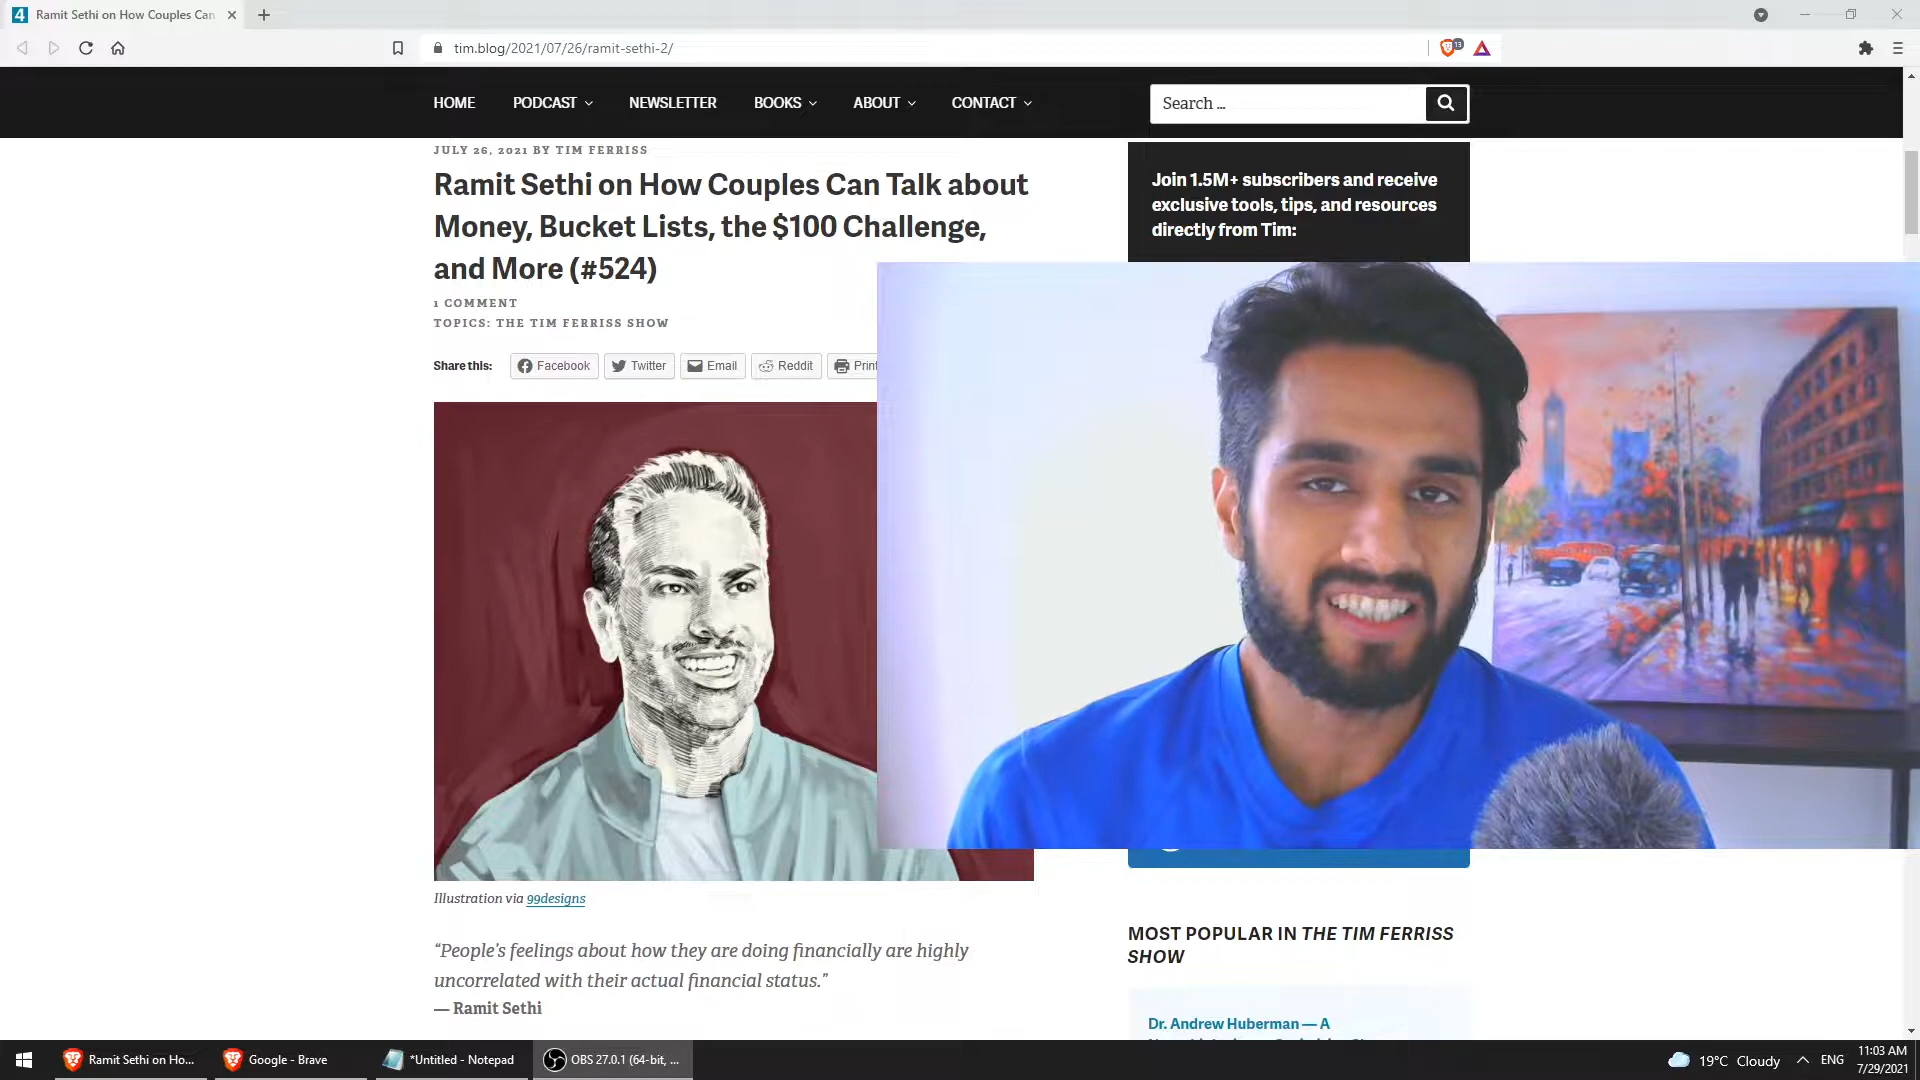 Ramit Sethi on How Couples Can
tim.blog/2021/07/26/ramit-sethi-2/
13
HOME PODCAST NEWSLETTER BOOKS ABOUT CONTACT
Search ...
JULY 26, 2021 BY TIM FERRISS
Ramit Sethi on How Couples Can Talk about
Money, Bucket Lists, the $100 Challenge,
and More (#524)
1 COMMENT
TOPICS: THE TIM FERRISS SHOW
Share this: Facebook Twitter Email Reddit Print
Join 1.5M+ subscribers and receive
exclusive tools, tips, and resources
directly from Tim:
Illustration via 99designs
“People’s feelings about how they are doing financially are highly
uncorrelated with their actual financial status.”
— Ramit Sethi
MOST POPULAR IN THE TIM FERRISS
SHOW
Dr. Andrew Huberman — A
Ramit Sethi on Ho...
Google - Brave
*Untitled - Notepad
OBS 27.0.1 (64-bit, ...
19°C Cloudy
ENG
11:03 AM
7/29/2021